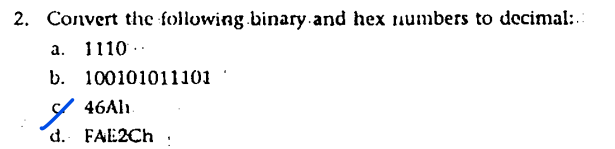 2. Convert the following binary and hex numbers to decimal:
a. 1110
b. 100101011101
c. 46Ah
d. FAE2Ch